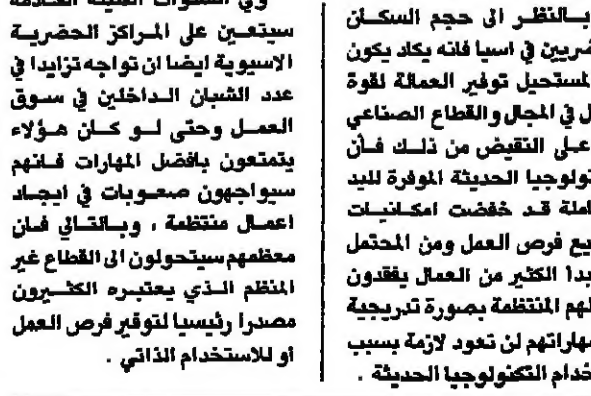 بالنظر الى حجم السكان
ضريين في اسيا فانه يكاد يكون
لمستحيل توفير العمالة لقوة
ل في المجال والقطاع الصناعي
على النقيض من ذلك فأن
نولوجيا الحديثة الموفرة لليد
املة قد خفضت امكانيات
يع فرص العمل ومن المحتمل
يبدأ الكثير من العمال يفقدون
لهم المنتظمة بصورة تدريجية
مهاراتهم لن تعود لازمة بسبب
خدام التكنولوجيا الحديثة .
وفي السنوات القليلة القادمة
سيتعين على المراكز الحضرية
الاسيوية ايضا ان تواجه تزايدا في
عدد الشبان الداخلين في سوق
العمل وحتى لو كان هؤلاء
يتمتعون بافضل المهارات فانهم
سيواجهون صعوبات في ايجاد
اعمال منتظمة ، وبالتالي فان
معظمهم سيتحولون الى القطاع غير
المنظم الذي يعتبره الكثيرون
مصدرا رئيسيا لتوفير فرص العمل
أو للاستخدام الذاتي .